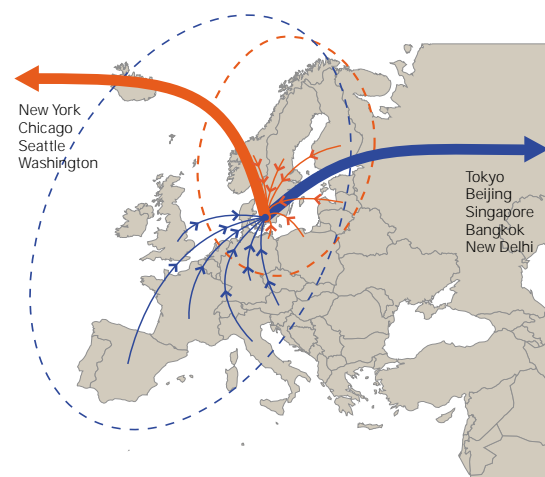 New York
Chicago
Seattle
Washington
Tokyo
Beijing
Singapore
Bangkok
New Delhi